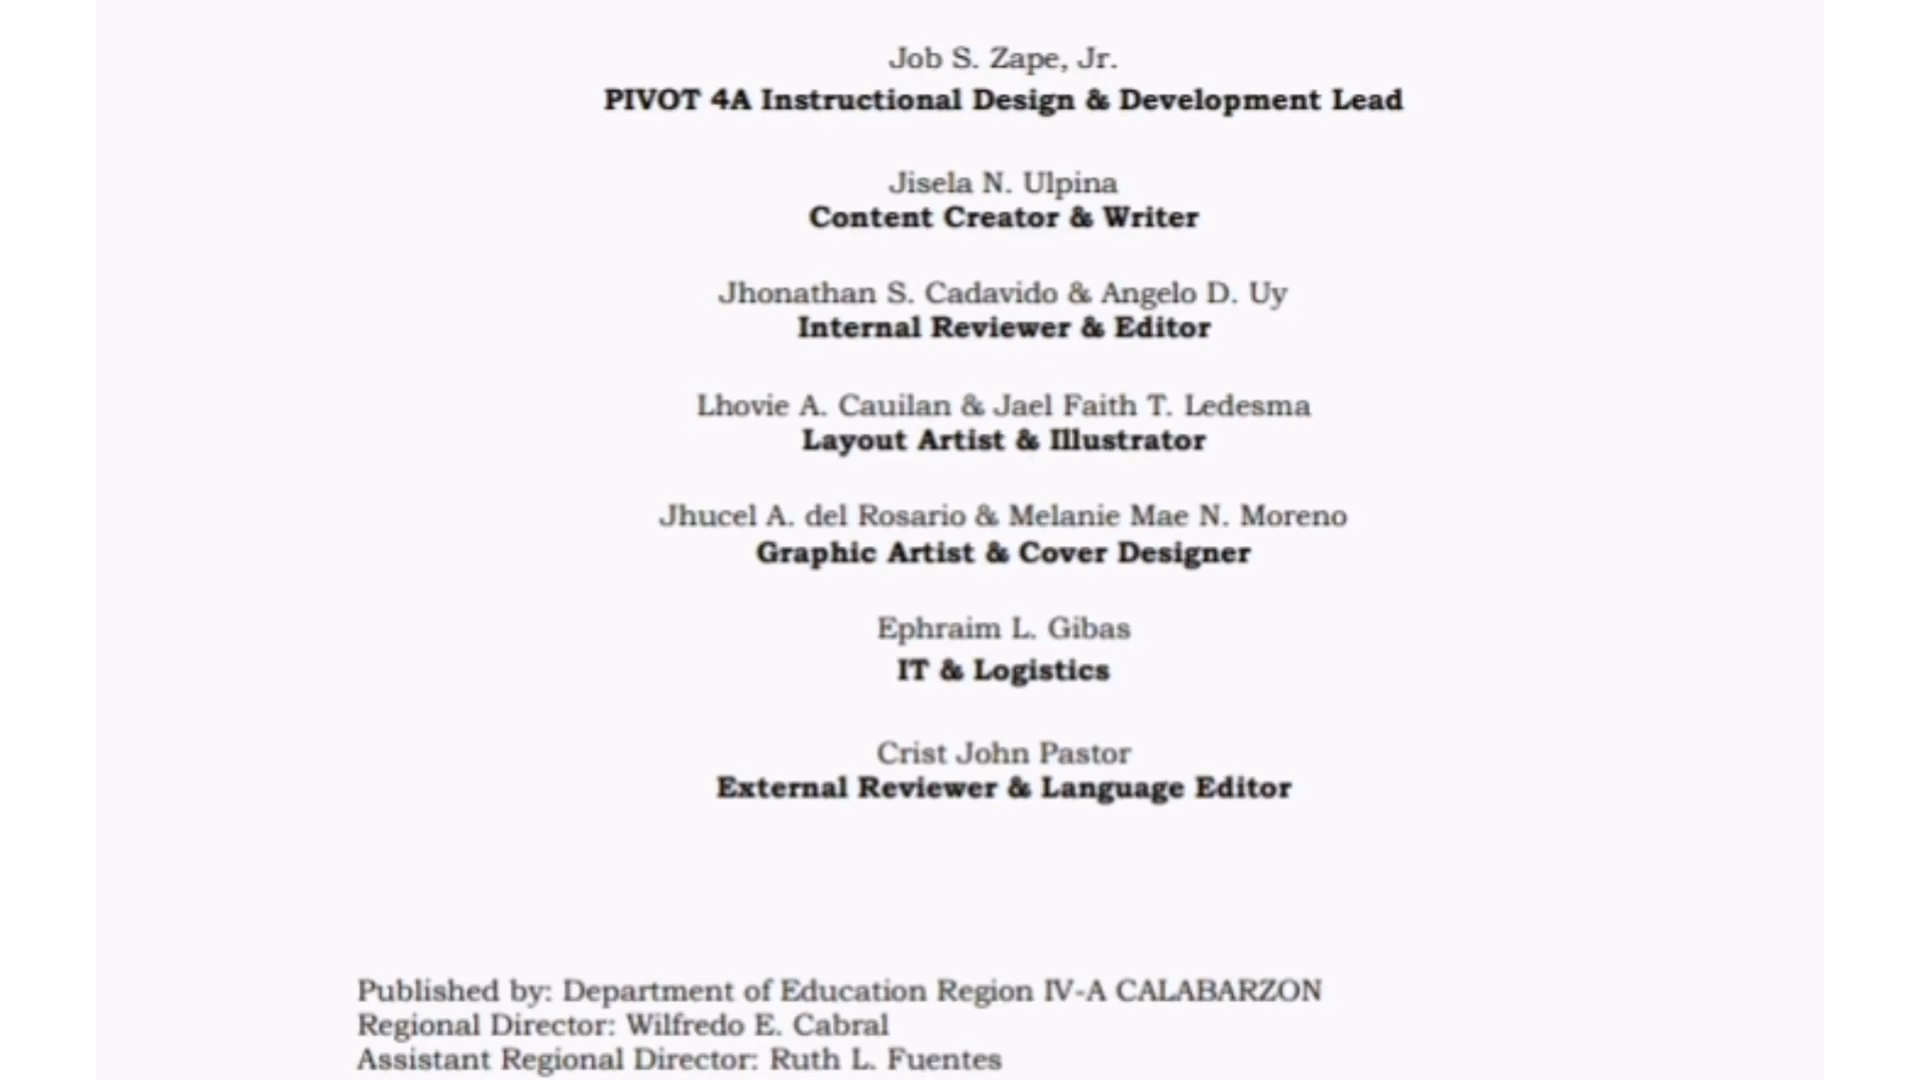 Job S. Zape, Jr.
PIVOT 4A Instructional Design & Development Lead
Jisela N. Ulpina
Content Creator & Writer
Jhonathan S. Cadavido & Angelo D. Uy
Internal Reviewer & Editor
Lhovie A. Cauilan & Jael Faith T. Ledesma
Layout Artist & Illustrator
Jhucel A. del Rosario & Melanie Mae N. Moreno
Graphic Artist & Cover Designer
Ephraim L. Gibas
IT & Logistics
Crist John Pastor
External Reviewer & Language Editor
Published by: Department of Education Region IV-A CALABARZON
Regional Director: Wilfredo E. Cabral
Assistant Regional Director: Ruth L. Fuentes